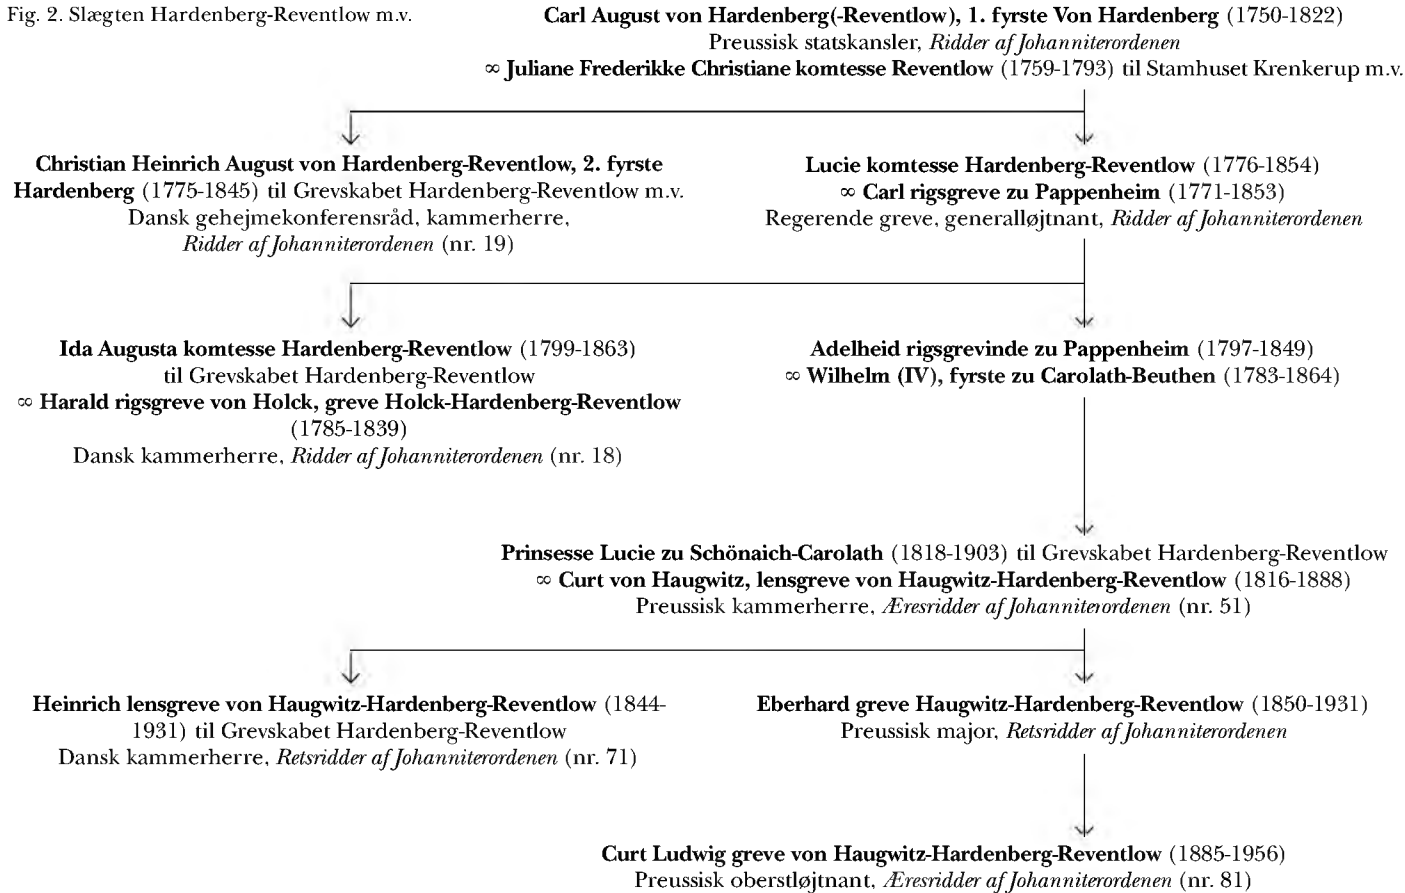 Fig. 2. Slægten Hardenberg-Reventlow m.v.
Carl August von Hardenberg(-Reventlow), 1. fyrste Von Hardenberg (1750-1822)
Preussisk statskansler, Ridder af Johanniterordenen
∞ Juliane Frederikke Christiane komtesse Reventlow (1759-1793) til Stamhuset Krenkerup m.v.
Christian Heinrich August von Hardenberg-Reventlow, 2. fyrste
Hardenberg (1775-1845) til Grevskabet Hardenberg-Reventlow m.v.
Dansk gehejmekonferensråd, kammerherre,
Ridder af Johanniterordenen (nr. 19)
Lucie komtesse Hardenberg-Reventlow (1776-1854)
∞ Carl rigsgreve zu Pappenheim (1771-1853)
Regerende greve, generalløjtnant, Ridder af Johanniterordenen
Ida Augusta komtesse Hardenberg-Reventlow (1799-1863)
til Grevskabet Hardenberg-Reventlow
∞ Harald rigsgreve von Holck, greve Holck-Hardenberg-Reventlow
(1785-1839)
Dansk kammerherre, Ridder af Johanniterordenen (nr. 18)
Adelheid rigsgrevinde zu Pappenheim (1797-1849)
∞ Wilhelm (IV), fyrste zu Carolath-Beuthen (1783-1864)
Prinsesse Lucie zu Schönaich-Carolath (1818-1903) til Grevskabet Hardenberg-Reventlow
∞ Curt von Haugwitz, lensgreve von Haugwitz-Hardenberg-Reventlow (1816-1888)
Preussisk kammerherre, Æresridder af Johanniterordenen (nr. 51)
Heinrich lensgreve von Haugwitz-Hardenberg-Reventlow (1844-
1931) til Grevskabet Hardenberg-Reventlow
Dansk kammerherre, Retsridder af Johanniterordenen (nr. 71)
Eberhard greve Haugwitz-Hardenberg-Reventlow (1850-1931)
Preussisk major, Retsridder af Johanniterordenen
Curt Ludwig greve von Haugwitz-Hardenberg-Reventlow (1885-1956)
Preussisk oberstløjtnant, Æresridder af Johanniterordenen (nr. 81)